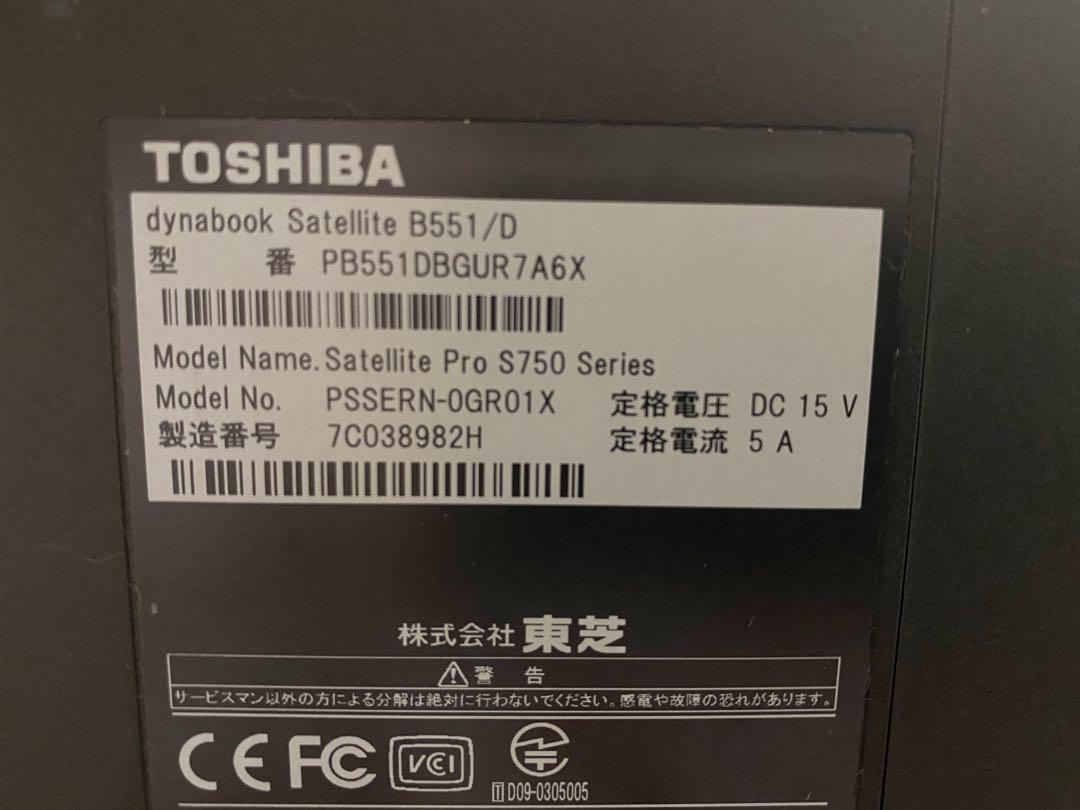 TOSHIBA
dynabook Satellite B551/D
型 番 PB551DBGUR7A6X
Model Name. Satellite Pro S750 Series
Model No. PSSERN-0GR01X 定格電圧 DC 15 V
製造番号 7C038982H 定格電流 5 A
株式会社 東芝
⚠ 警 告
サービスマン以外の方による分解は絶対に行わないでください。感電や故障の恐れがあります。
CE FC VCI
T D09-0305005